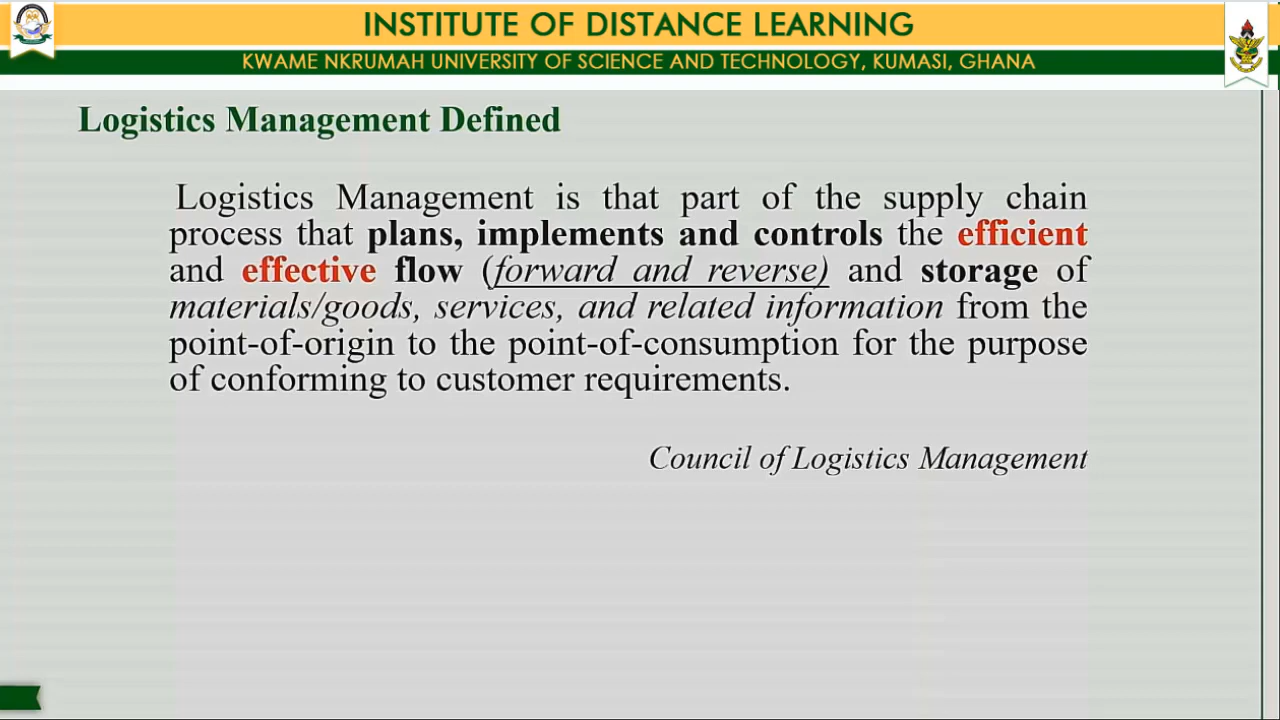 INSTITUTE OF DISTANCE LEARNING
KWAME NKRUMAH UNIVERSITY OF SCIENCE AND TECHNOLOGY, KUMASI, GHANA
Logistics Management Defined
Logistics Management is that part of the supply chain
process that plans, implements and controls the efficient
and effective flow (forward and reverse) and storage of
materials/goods, services, and related information from the
point-of-origin to the point-of-consumption for the purpose
of conforming to customer requirements.
Council of Logistics Management